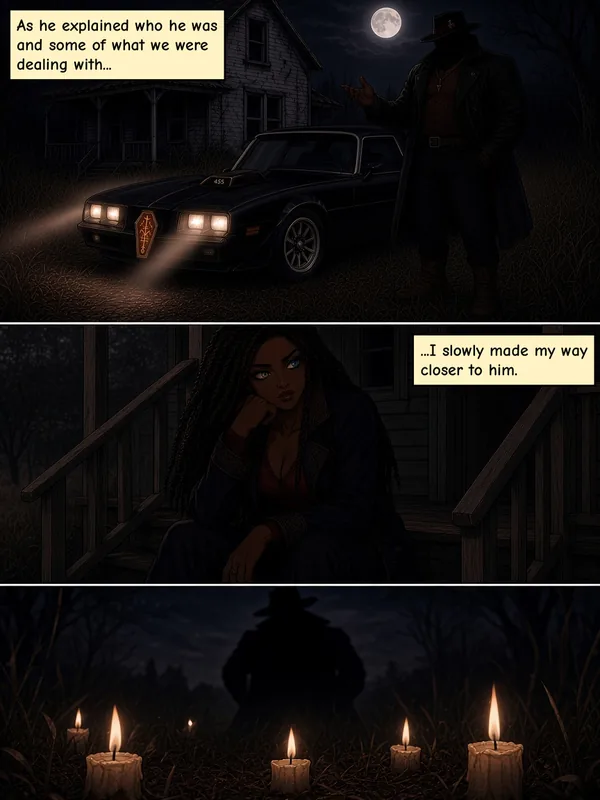 As he explained who he was
and some of what we were
dealing with...
455
...I slowly made my way
closer to him.